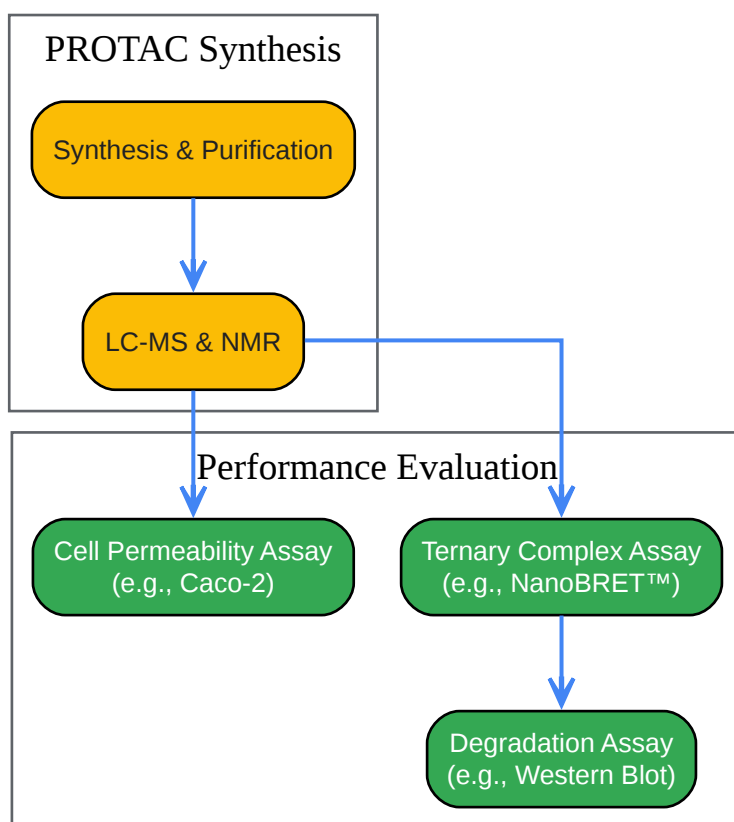 PROTAC Synthesis
Synthesis & Purification
LC-MS & NMR
Performance Evaluation
Cell Permeability Assay
(e.g., Caco-2)
Ternary Complex Assay
(e.g., NanoBRET™)
Degradation Assay
(e.g., Western Blot)